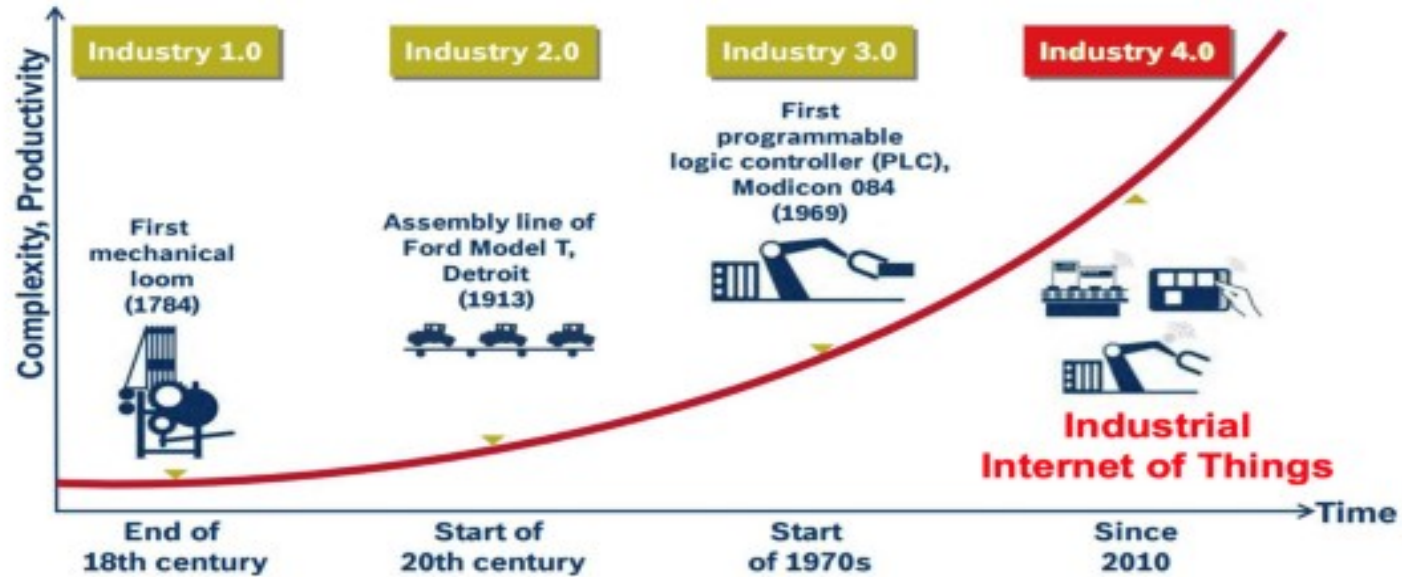 Complexity, Productivity
Industry 1.0
Industry 2.0
Industry 3.0
Industry 4.0
First
mechanical
loom
(1784)
Assembly line of
Ford Model T,
Detroit
(1913)
First
programmable
logic controller (PLC),
Modicon 084
(1969)
Industrial
Internet of Things
Time
End of
18th century
Start of
20th century
Start
of 1970s
Since
2010